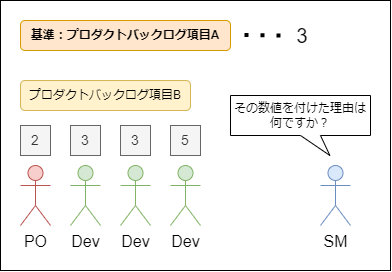 基準：プロダクトバックログ項目A ・・・ 3
プロダクトバックログ項目B
その数値を付けた理由は
何ですか？
2 3 3 5
PO Dev Dev Dev SM